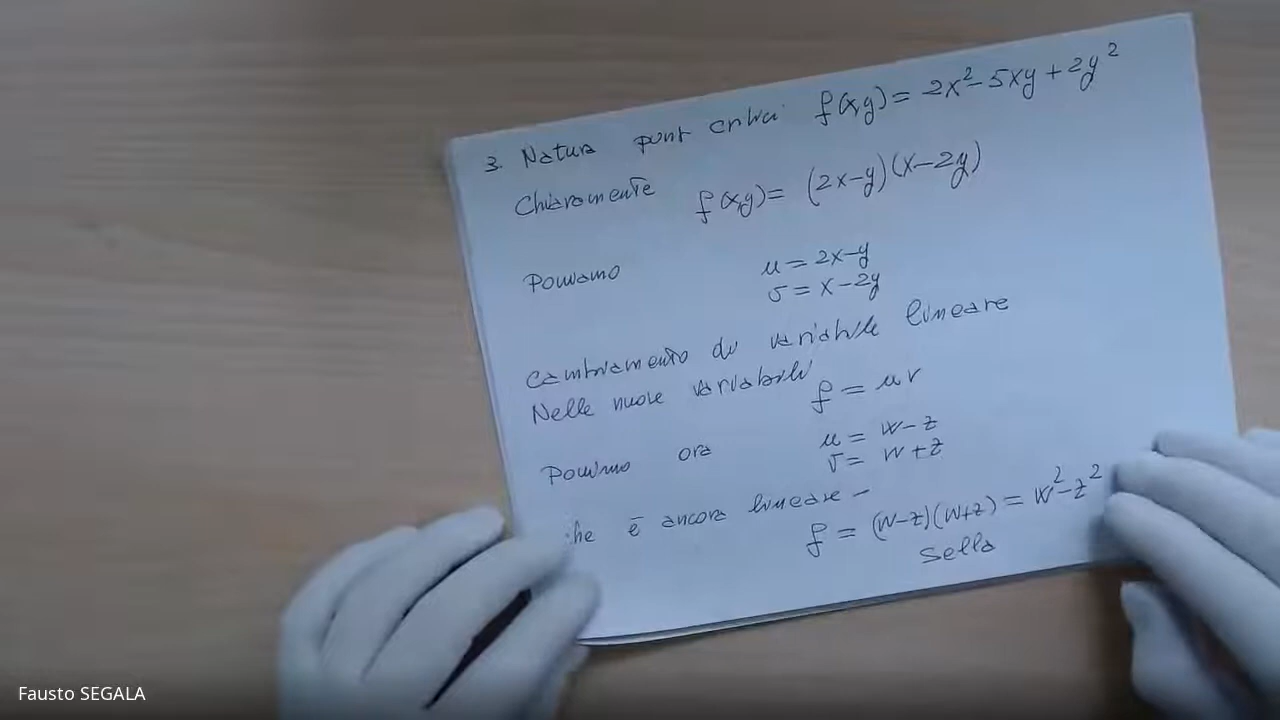 3. Natura punti critici f(x,y) = 2x² - 5xy + 2y²
Chiaramente f(x,y) = (2x-y)(x-2y)
Poniamo u = 2x-y
v = x-2y
Cambiamento di variabile lineare
Nelle nuove variabili f = uv
Poniamo ora u = w-z
v = w+z
che è ancora lineare -
f = (w-z)(w+z) = w²-z²
Sella
Fausto SEGALA